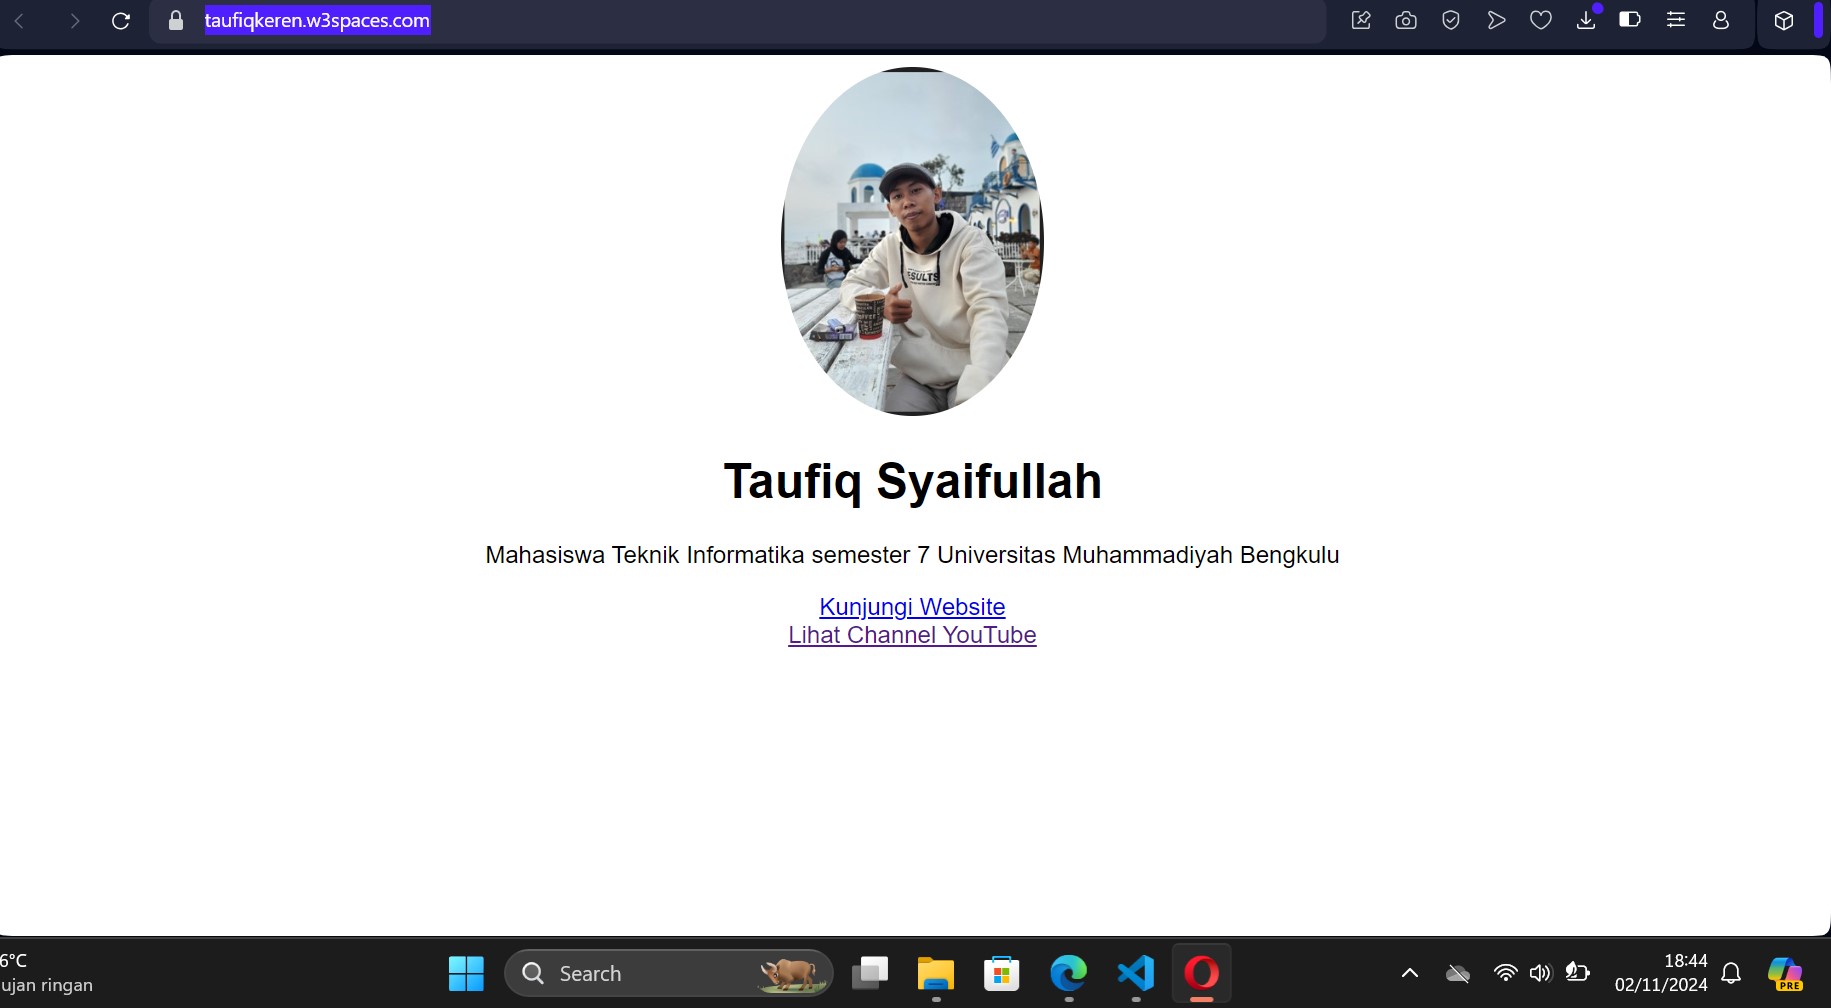 taufiqkeren.w3spaces.com
ESULTS
Taufiq Syaifullah
Mahasiswa Teknik Informatika semester 7 Universitas Muhammadiyah Bengkulu
Kunjungi Website
Lihat Channel YouTube
6°C
ujan ringan
Search
18:44
02/11/2024
PRE